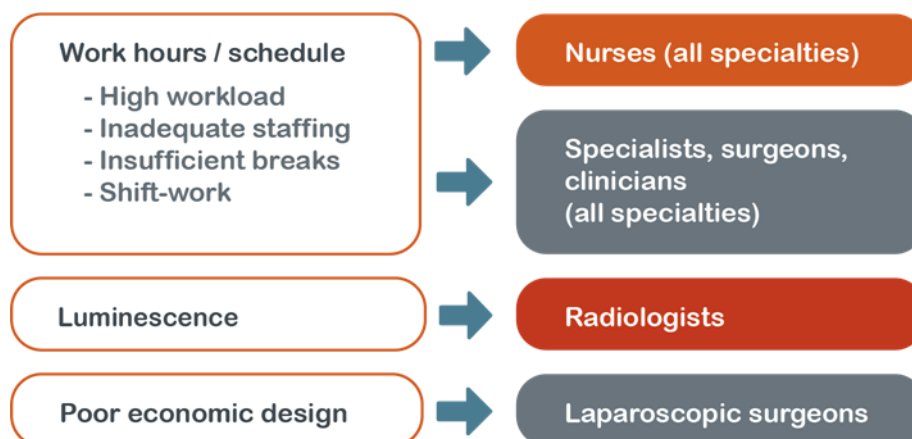 Work hours / schedule
- High workload
- Inadequate staffing
- Insufficient breaks
- Shift-work
Nurses (all specialties)
Specialists, surgeons,
clinicians
(all specialties)
Luminescence
Radiologists
Poor economic design
Laparoscopic surgeons